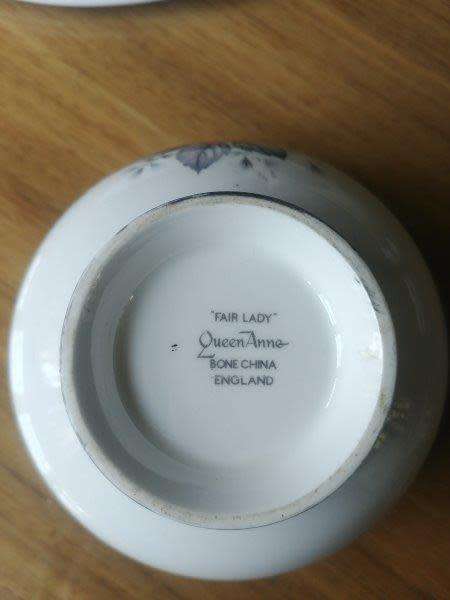 "FAIR LADY"
Queen Anne
BONE CHINA
ENGLAND